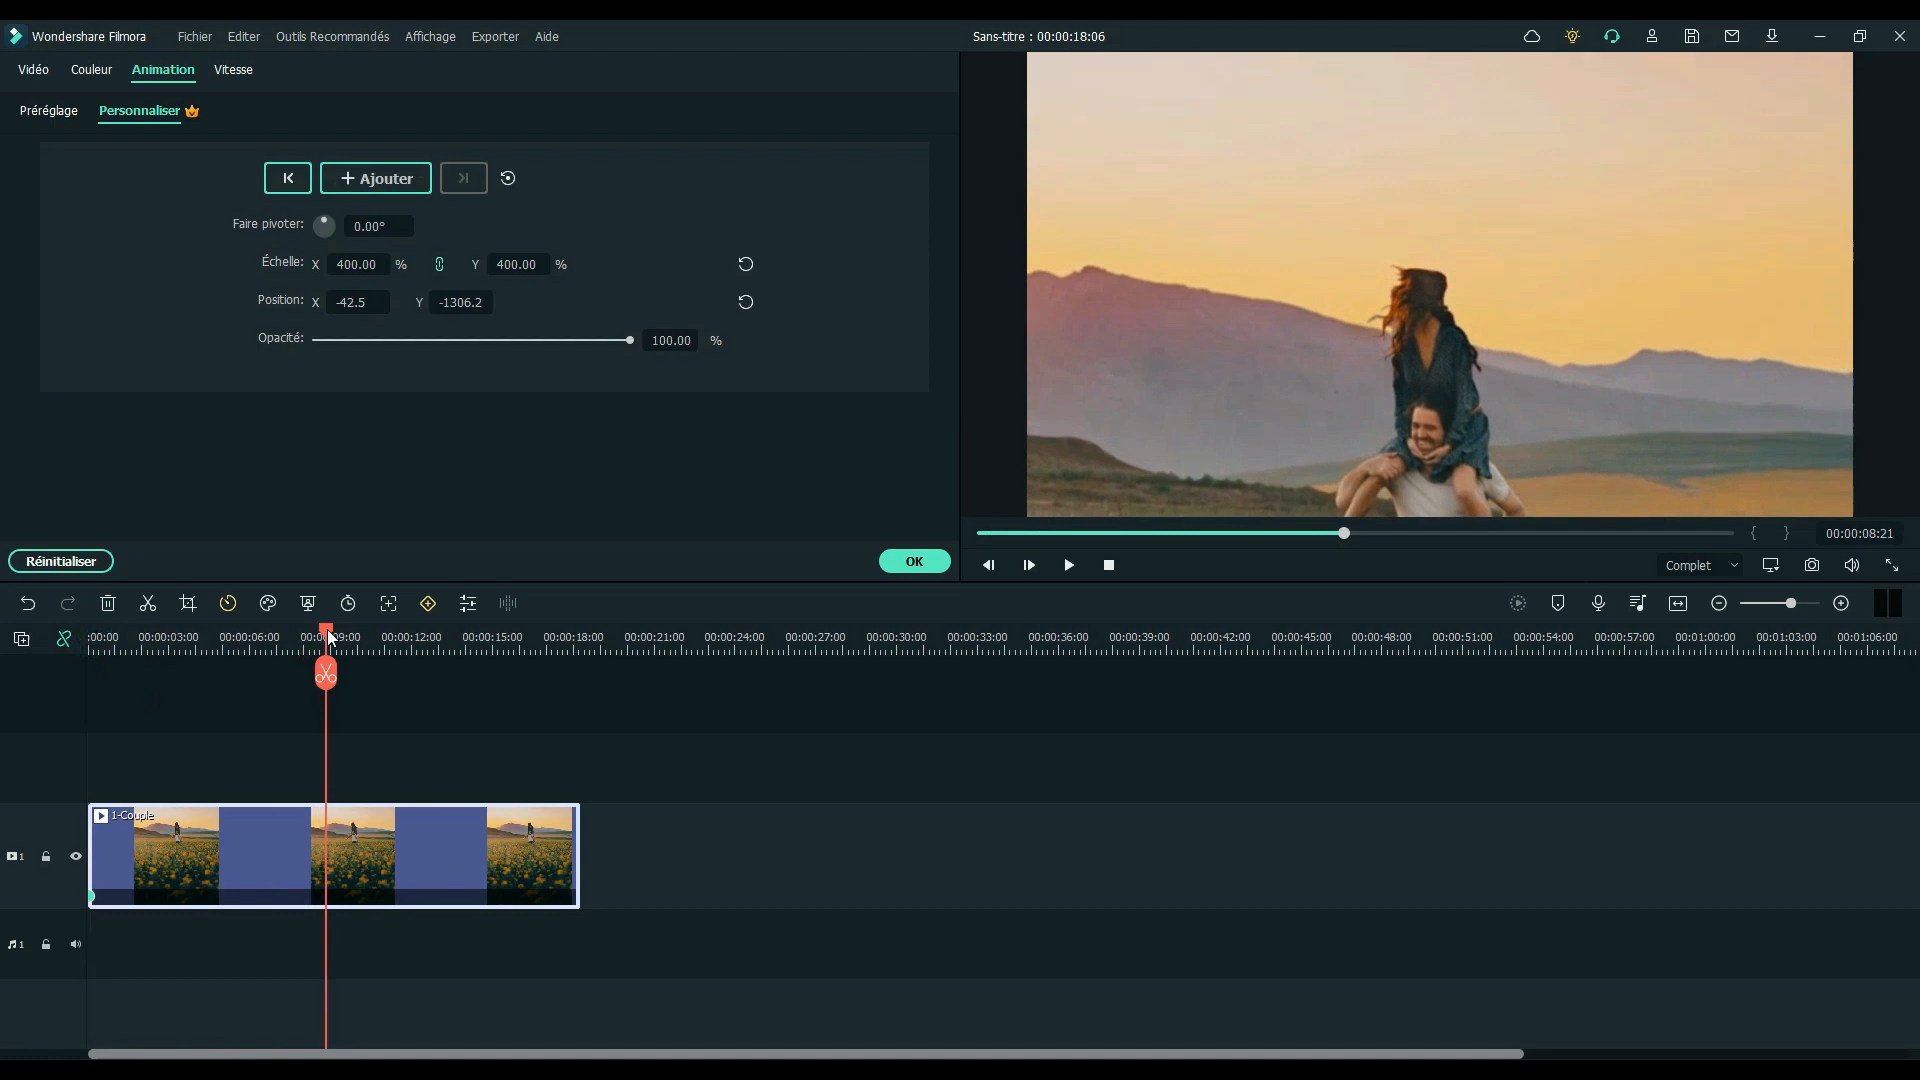 Wondershare Filmora Fichier Editer Outils Recommandés Affichage Exporter Aide Sans-titre : 00:00:18:06
Vidéo Couleur Animation Vitesse
Préréglage Personnaliser
+ Ajouter
Faire pivoter: 0.00°
Échelle: X 400.00 % Y 400.00 %
Position: X -42.5 Y -1306.2
Opacité: 100.00 %
{ } 00:00:08:21
Réinitialiser OK Complet
:00:00 00:00:03:00 00:00:06:00 00:00:12:00 00:00:15:00 00:00:18:00 00:00:21:00 00:00:24:00 00:00:27:00 00:00:30:00 00:00:33:00 00:00:36:00 00:00:39:00 00:00:42:00 00:00:45:00 00:00:48:00 00:00:51:00 00:00:54:00 00:00:57:00 00:01:00:00 00:01:03:00 00:01:06:00
1-Couple
1
1